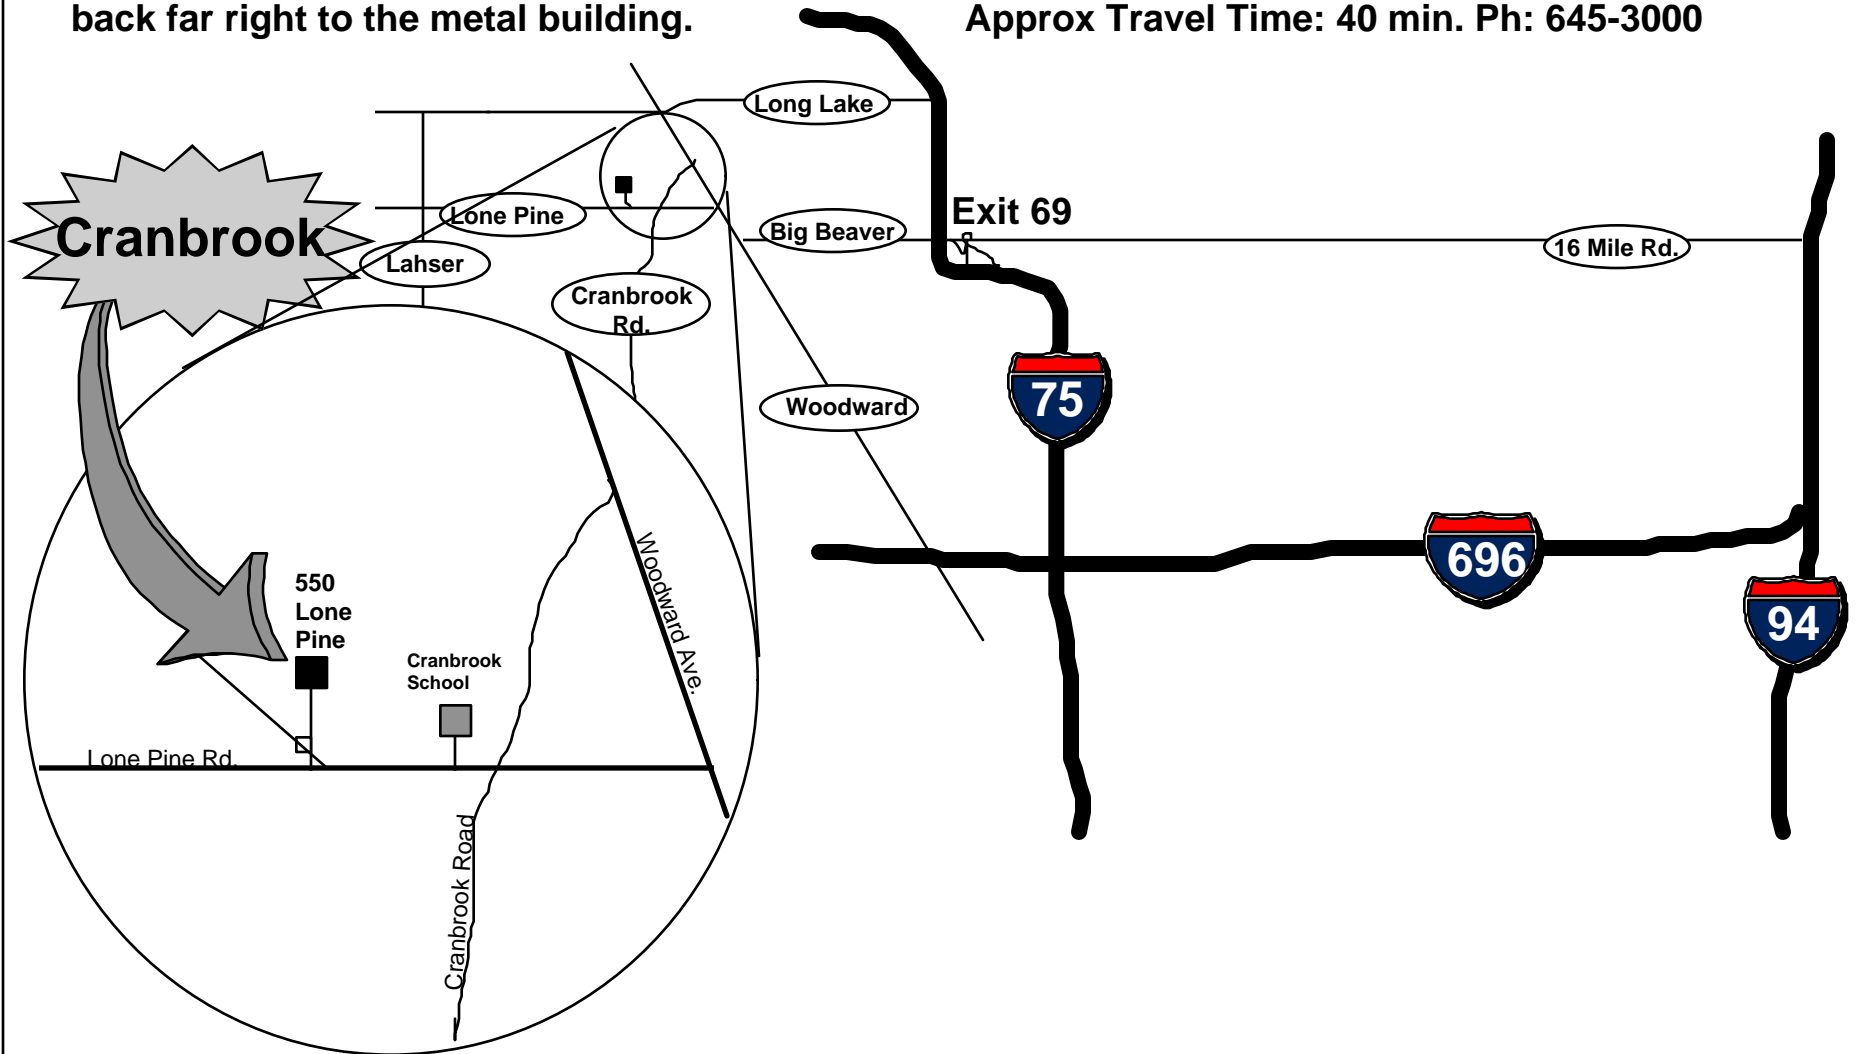 back far right to the metal building.
Approx Travel Time: 40 min. Ph: 645-3000
Long Lake
Exit 69
Cranbrook
Lone Pine
Big Beaver
16 Mile Rd.
Lahser
Cranbrook
Rd.
75
Woodward
696
550
Lone
Pine
Woodward Ave.
94
Cranbrook
School
Lone Pine Rd.
Cranbrook Road